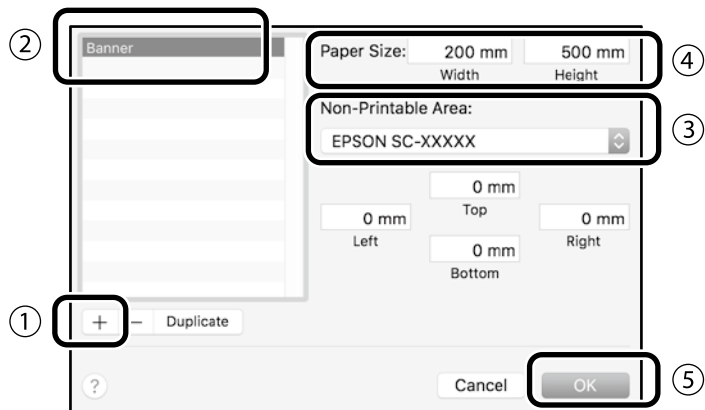 ②
Banner
Paper Size: 200 mm 500 mm
Width Height
④
Non-Printable Area:
EPSON SC-XXXXX
③
0 mm
Top
0 mm 0 mm
Left Right
0 mm
Bottom
①
+ − Duplicate
? Cancel OK
⑤